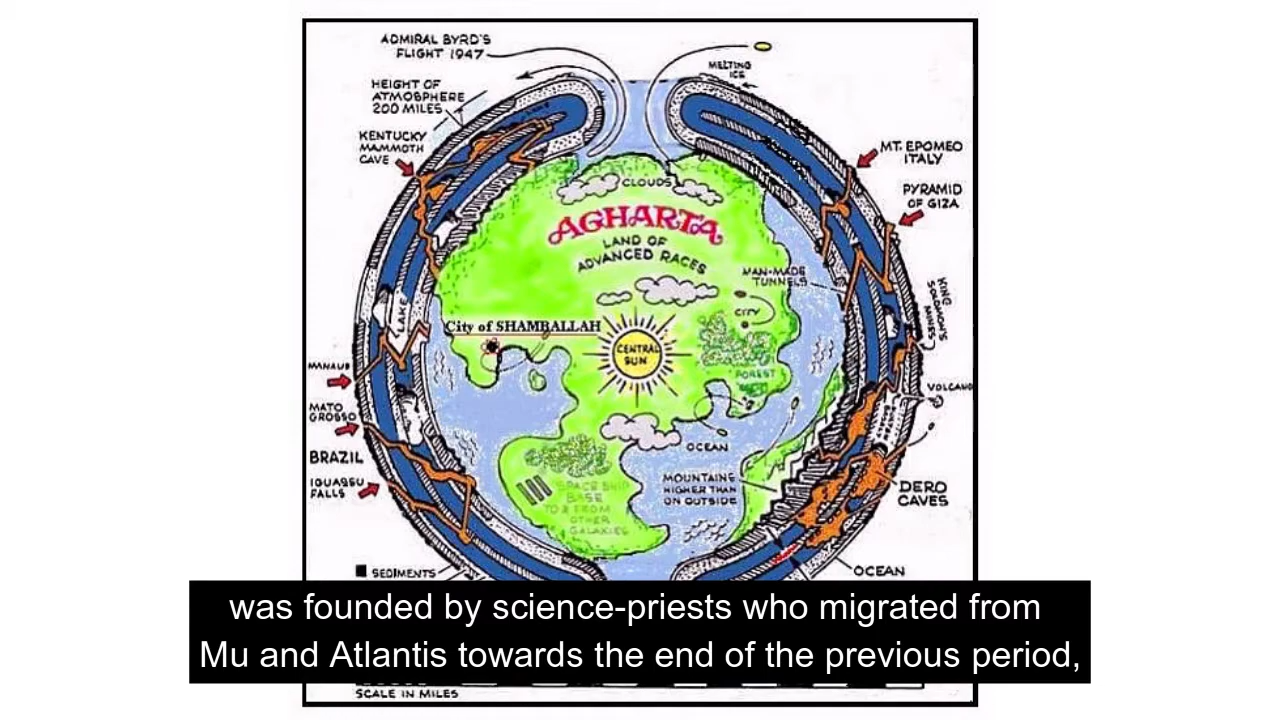 ADMIRAL BYRD'S
FLIGHT 1947
MELTING
ICE
HEIGHT OF
ATMOSPHERE
200 MILES
KENTUCKY
MAMMOTH
CAVE
MT. EPOMEO
ITALY
PYRAMID
OF GIZA
CLOUDS
AGHARTA
LAND OF
ADVANCED RACES
MAN-MADE
TUNNELS
KING
SOLOMON'S
MINES
LAKE
CITY
City of SHAMBALLAH
CENTRAL
SUN
FOREST
MANAUS
VOLCANO
MATO
GROSSO
BRAZIL
OCEAN
IGUASSU
FALLS
SPACE SHIP
BASE
TO & FROM
OTHER
GALAXIES
MOUNTAINS
HIGHER THAN
ON OUTSIDE
DERO
CAVES
SEDIMENTS
OCEAN
was founded by science-priests who migrated from
Mu and Atlantis towards the end of the previous period,
SCALE IN MILES